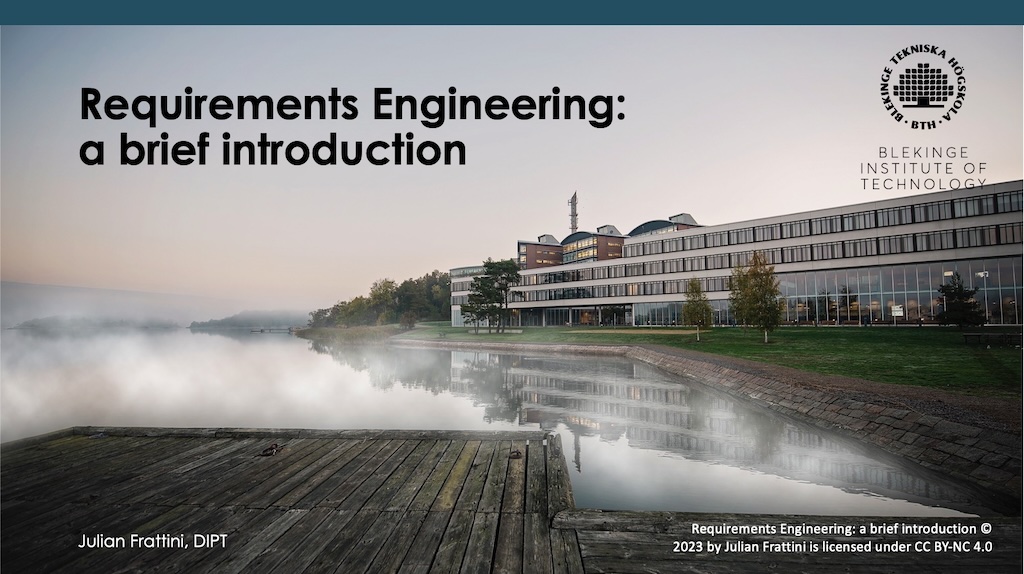 Requirements Engineering:
a brief introduction
BLEKINGE TEKNISKA HÖGSKOLA
· BTH ·
BLEKINGE
INSTITUTE OF
TECHNOLOGY
Julian Frattini, DIPT
Requirements Engineering: a brief introduction ©
2023 by Julian Frattini is licensed under CC BY-NC 4.0